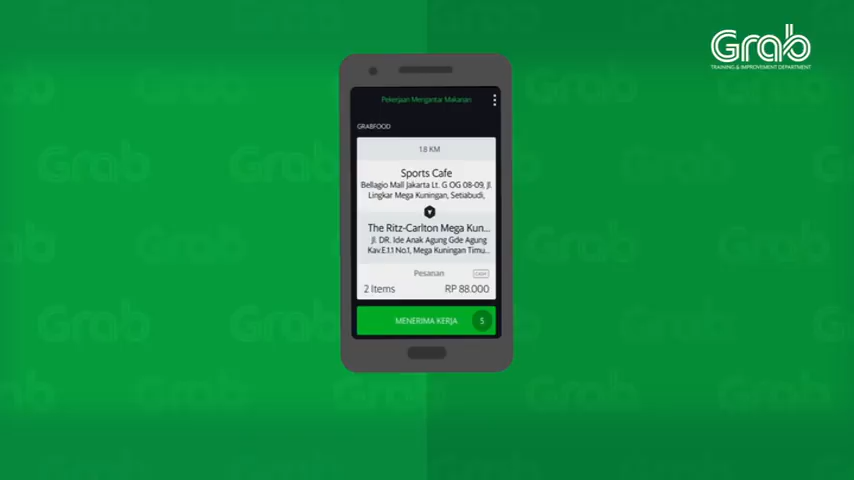 Grab
TRAINING & IMPROVEMENT DEPARTMENT
Pekerjaan Mengantar Makanan
GRABFOOD
1.8 KM
Sports Cafe
Bellagio Mall Jakarta Lt. G OG 08-09, Jl.
Lingkar Mega Kuningan, Setiabudi,
The Ritz-Carlton Mega Kun...
Jl. DR. Ide Anak Agung Gde Agung
Kav.E.1.1 No.1, Mega Kuningan Timu...
Pesanan CASH
2 Items RP 88.000
MENERIMA KERJA 5